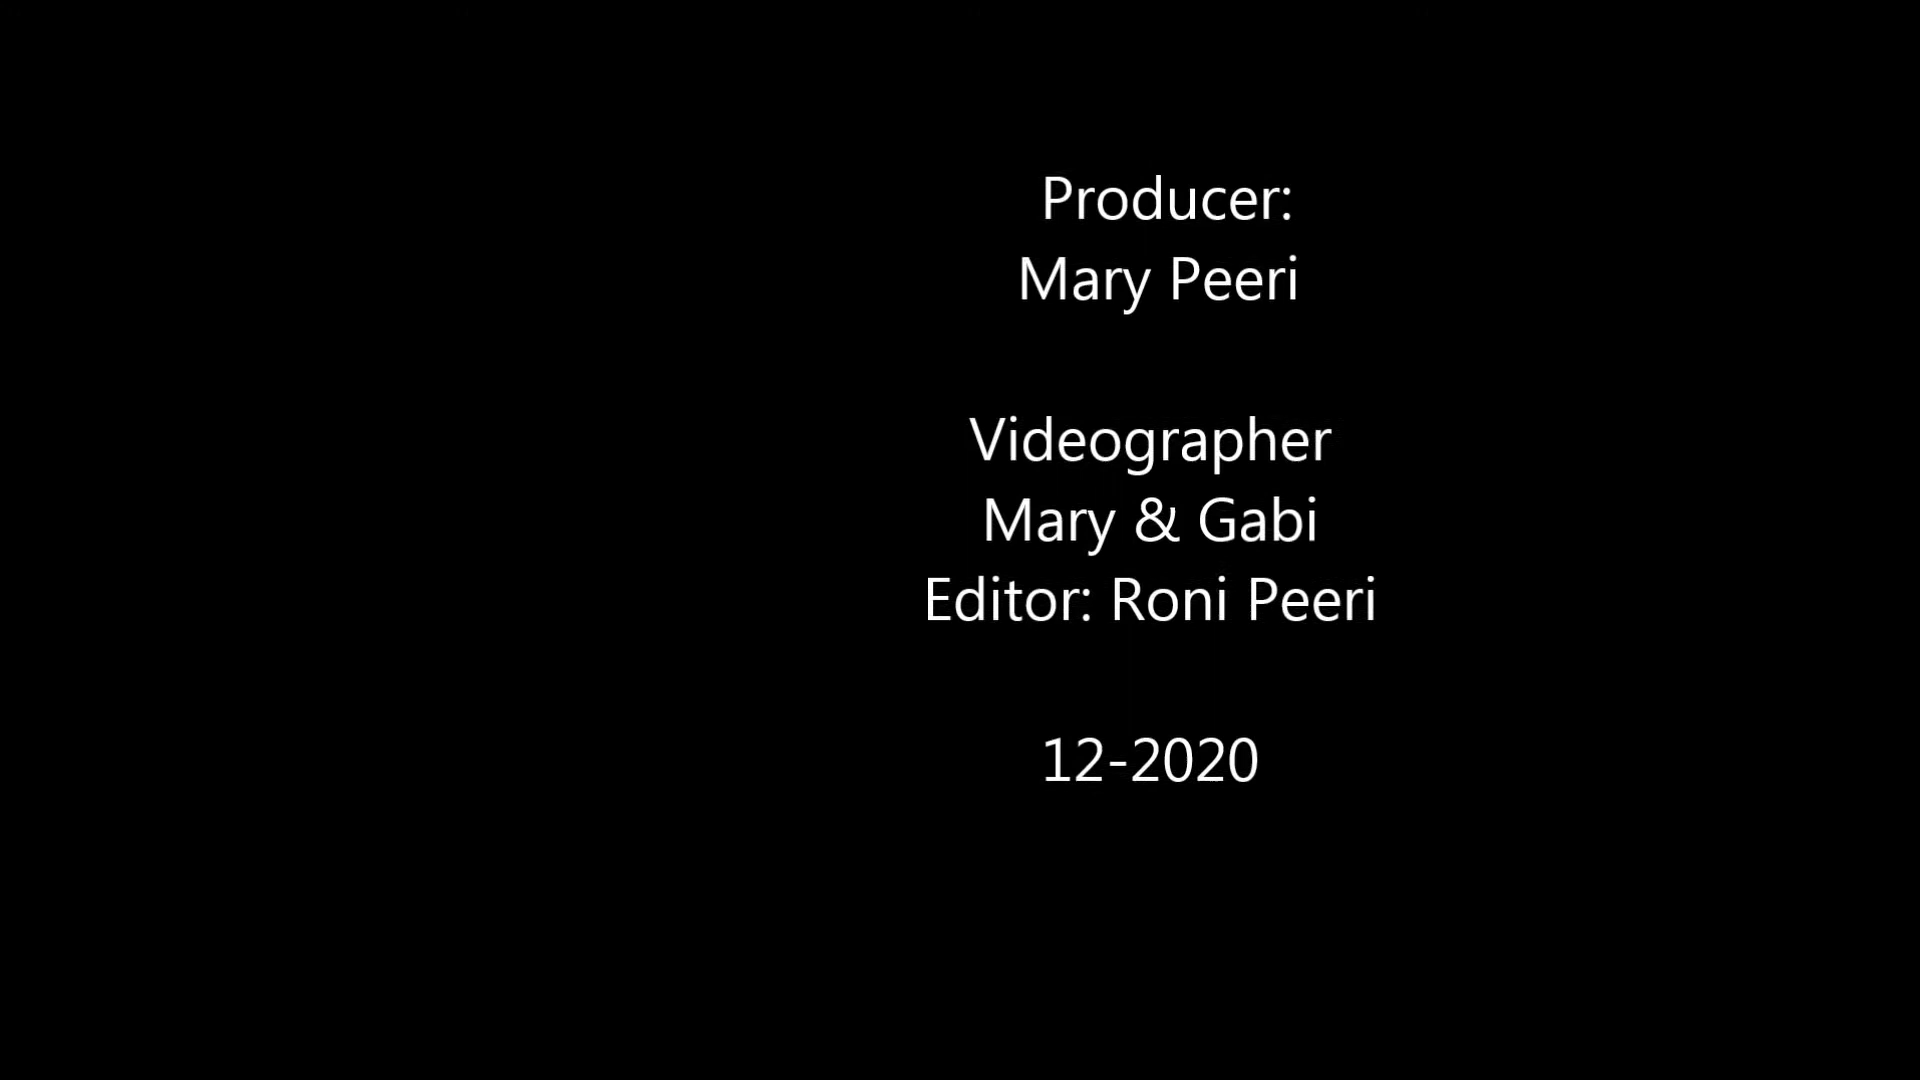 Producer:
Mary Peeri
Videographer
Mary & Gabi
Editor: Roni Peeri
12-2020